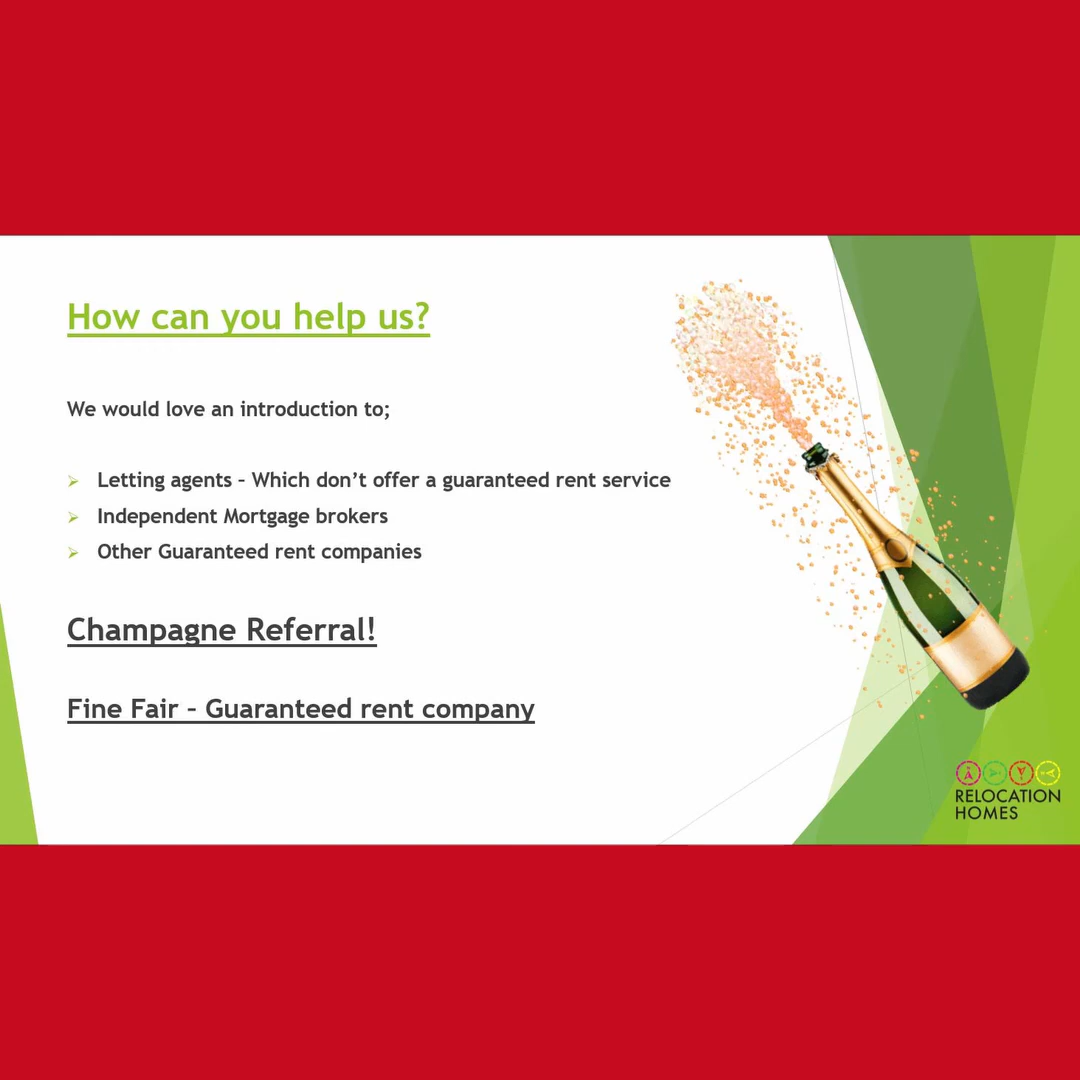 How can you help us?
We would love an introduction to;
Letting agents – Which don’t offer a guaranteed rent service
Independent Mortgage brokers
Other Guaranteed rent companies
Champagne Referral!
Fine Fair – Guaranteed rent company
RELOCATION
HOMES